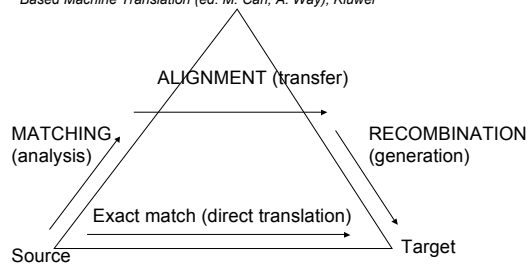 Based Machine Translation (ed. M. Carl, A. Way), Kluwer
ALIGNMENT (transfer)
MATCHING
(analysis)
RECOMBINATION
(generation)
Exact match (direct translation)
Source
Target